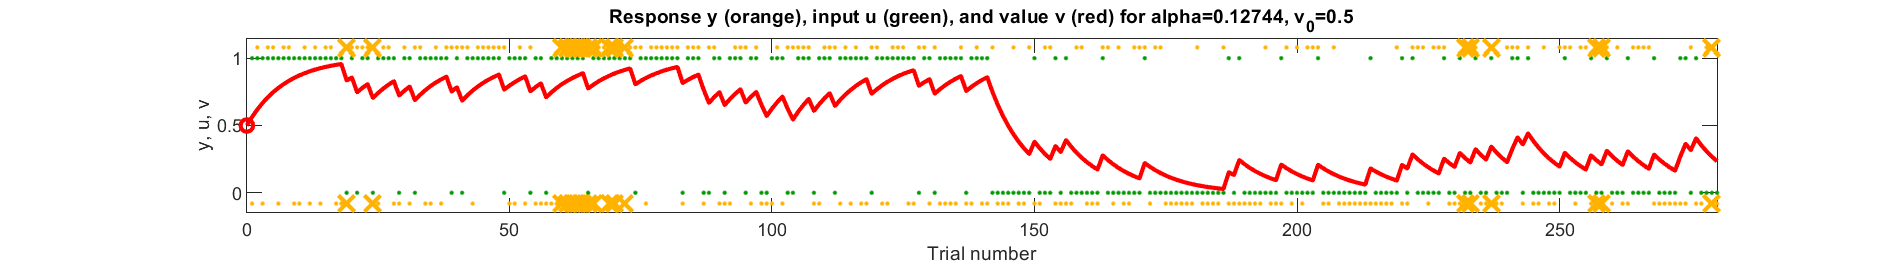 Response y (orange), input u (green), and value v (red) for alpha=0.12744, v0=0.5
y, u, v
1
0.5
0
0 50 100 150 200 250
Trial number